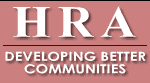 HRA
DEVELOPING BETTER
COMMUNITIES